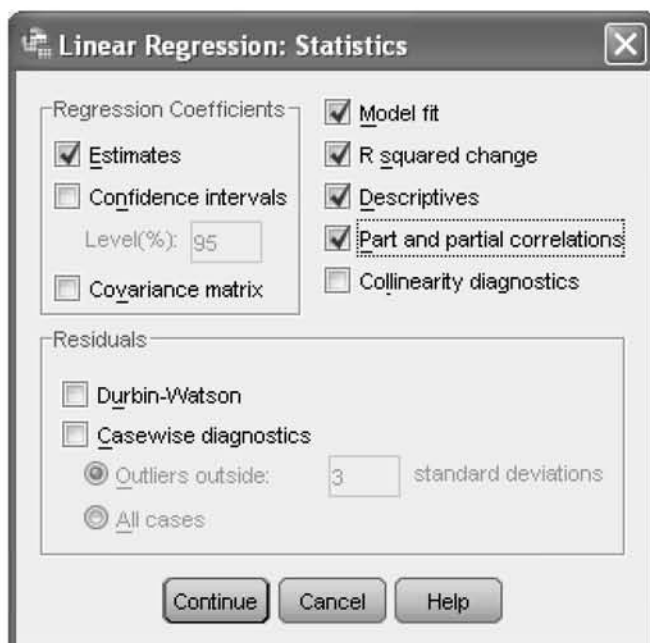 Linear Regression: Statistics
Regression Coefficients
Estimates
Confidence intervals
Level(%): 95
Covariance matrix
Model fit
R squared change
Descriptives
Part and partial correlations
Collinearity diagnostics
Residuals
Durbin-Watson
Casewise diagnostics
Outliers outside: 3 standard deviations
All cases
Continue Cancel Help